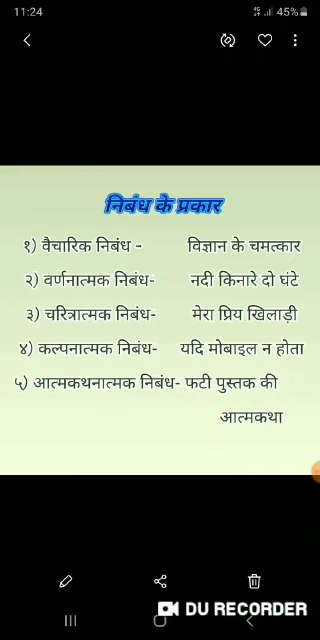 11:24
4G 45%
निबंध के प्रकार
१) वैचारिक निबंध - विज्ञान के चमत्कार
२) वर्णनात्मक निबंध- नदी किनारे दो घंटे
३) चरित्रात्मक निबंध- मेरा प्रिय खिलाड़ी
४) कल्पनात्मक निबंध- यदि मोबाइल न होता
५) आत्मकथनात्मक निबंध- फटी पुस्तक की
आत्मकथा
DU RECORDER